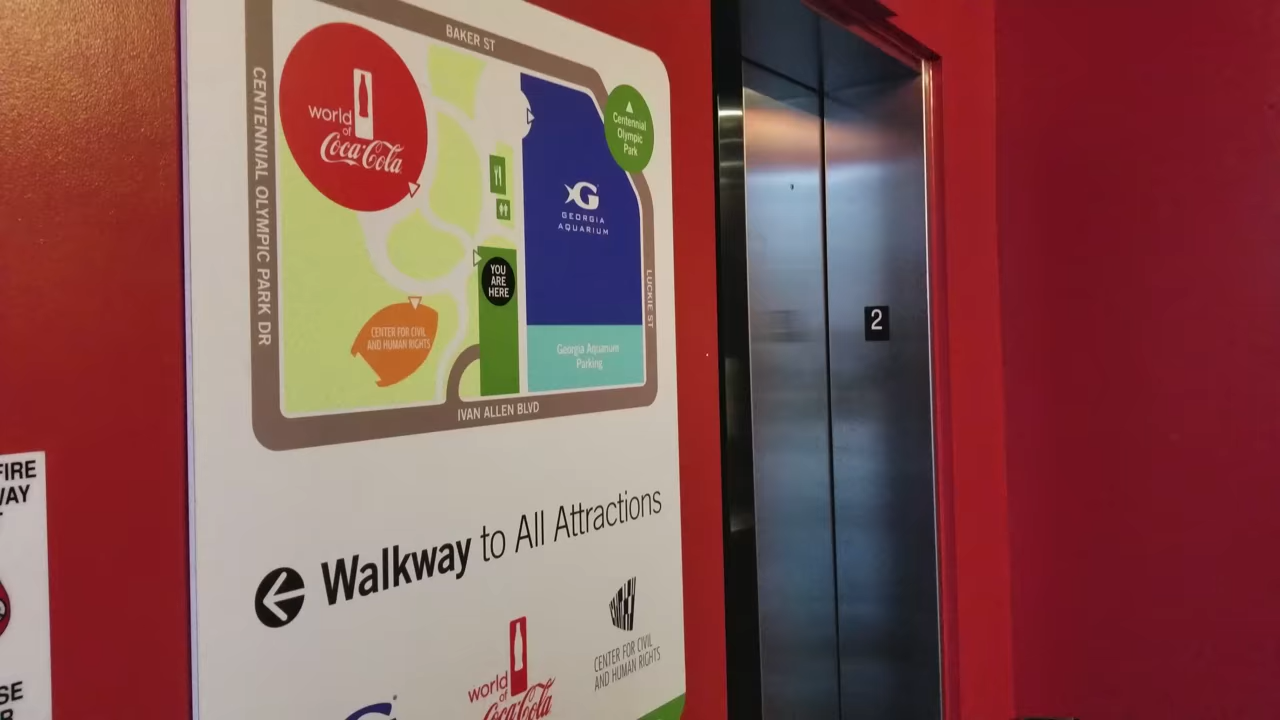 BAKER ST
CENTENNIAL OLYMPIC PARK DR
world
of
Coca-Cola
Centennial
Olympic
Park
G
GEORGIA
AQUARIUM
YOU
ARE
HERE
LUCKIE ST
CENTER FOR CIVIL
AND HUMAN RIGHTS
Georgia Aquarium
Parking
IVAN ALLEN BLVD
2
FIRE
Walkway to All Attractions
CENTER FOR CIVIL
AND HUMAN RIGHTS
world
of
Coca-Cola